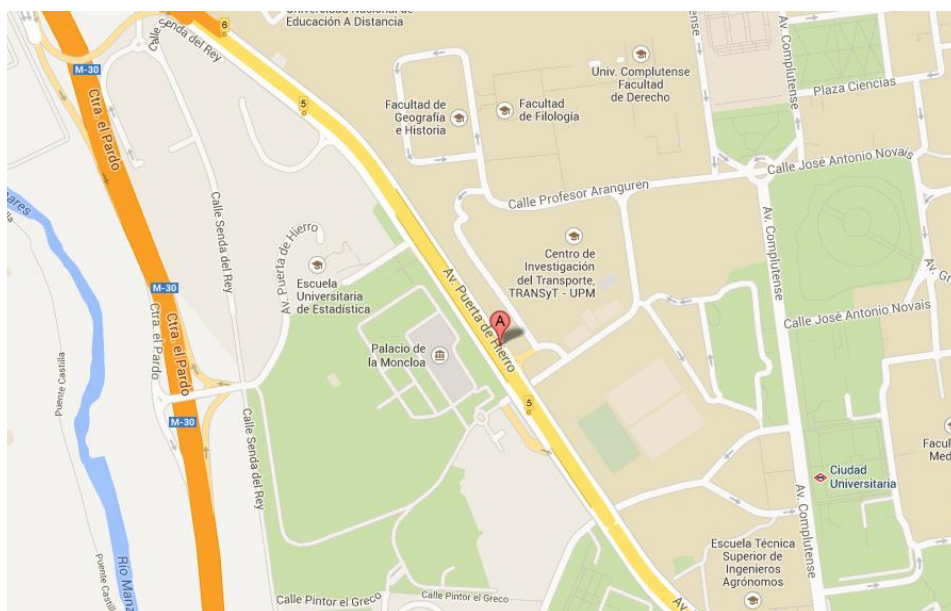 Universidad Nacional de
Educación A Distancia
6
Calle Senda del Rey
M-30
Ctra. el Pardo
5
Univ. Complutense
Facultad
de Derecho
Av. Complutense
Plaza Ciencias
Facultad de
Geografía
e Historia
Facultad
de Filología
Calle José Antonio Novais
Calle Profesor Aranguren
Calle Senda del Rey
Av. Puerta de Hierro
Escuela
Universitaria
de Estadística
Av. Puerta de Hierro
Centro de
Investigación
del Transporte,
TRANSyT - UPM
Av. Complutense
Calle José Antonio Novais
Ctra. el Pardo
Ctra. el Pardo
A
Palacio de
la Moncloa
Puente Castilla
M-30
5
Calle Senda del Rey
Ciudad
Universitaria
Av. Complutense
Escuela Técnica
Superior de
Ingenieros
Agrónomos
Calle Pintor el Greco
Calle Pintor el Greco